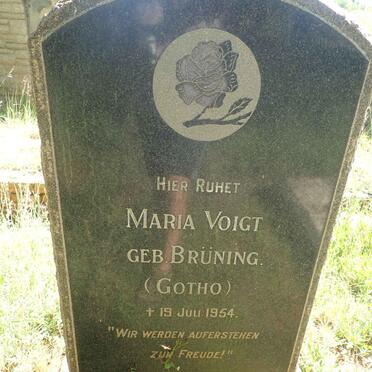 HIER RUHET
MARIA VOIGT
GEB BRÜNING.
(GOTHO)
† 19 JULI 1954.
"WIR WERDEN AUFERSTEHEN
ZUR FREUDE!"